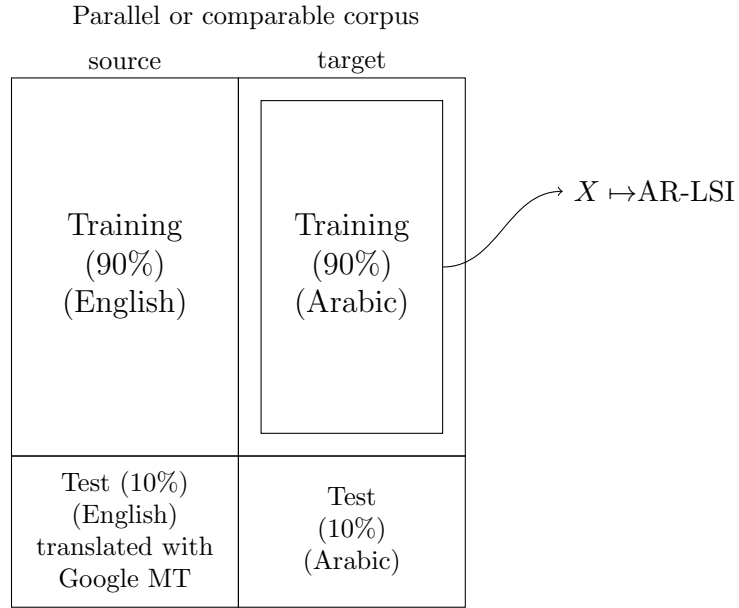 Parallel or comparable corpus
source
target
Training
(90%)
(English)
Training
(90%)
(Arabic)
X ↦AR-LSI
Test (10%)
(English)
translated with
Google MT
Test
(10%)
(Arabic)